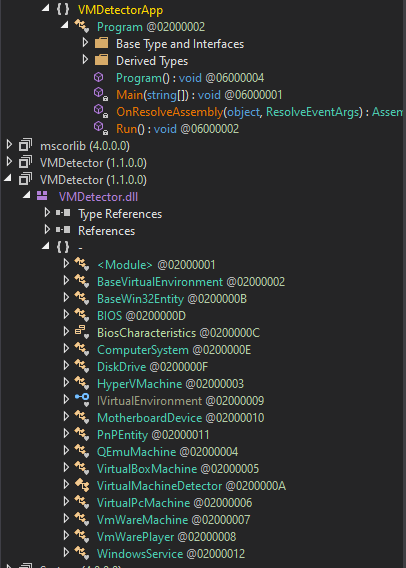 { } VMDetectorApp
Program @02000002
Base Type and Interfaces
Derived Types
Program() : void @06000004
Main(string[]) : void @06000001
OnResolveAssembly(object, ResolveEventArgs) : Assem
Run() : void @06000002
mscorlib (4.0.0.0)
VMDetector (1.1.0.0)
VMDetector (1.1.0.0)
VMDetector.dll
Type References
References
{ } -
<Module> @02000001
BaseVirtualEnvironment @02000002
BaseWin32Entity @0200000B
BIOS @0200000D
BiosCharacteristics @0200000C
ComputerSystem @0200000E
DiskDrive @0200000F
HyperVMachine @02000003
IVirtualEnvironment @02000009
MotherboardDevice @02000010
PnPEntity @02000011
QEmuMachine @02000004
VirtualBoxMachine @02000005
VirtualMachineDetector @0200000A
VirtualPcMachine @02000006
VmWareMachine @02000007
VmWarePlayer @02000008
WindowsService @02000012